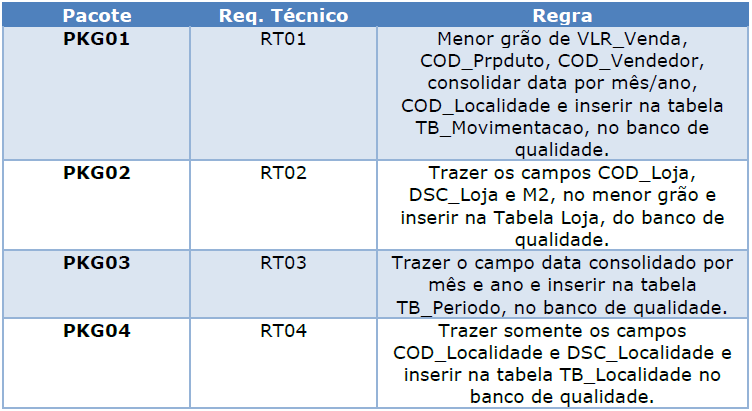 Pacote Req. Técnico Regra
PKG01 RT01 Menor grão de VLR_Venda,
COD_Prpduto, COD_Vendedor,
consolidar data por mês/ano,
COD_Localidade e inserir na tabela
TB_Movimentacao, no banco de
qualidade.
PKG02 RT02 Trazer os campos COD_Loja,
DSC_Loja e M2, no menor grão e
inserir na Tabela Loja, do banco de
qualidade.
PKG03 RT03 Trazer o campo data consolidado por
mês e ano e inserir na tabela
TB_Periodo, no banco de qualidade.
PKG04 RT04 Trazer somente os campos
COD_Localidade e DSC_Localidade e
inserir na tabela TB_Localidade no
banco de qualidade.